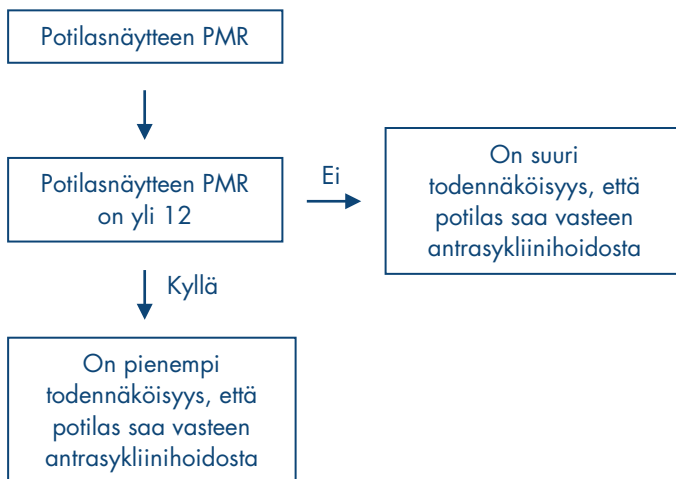 Potilasnäytteen PMR
Potilasnäytteen PMR
on yli 12
Ei
On suuri
todennäköisyys, että
potilas saa vasteen
antrasykliinihoidosta
Kyllä
On pienempi
todennäköisyys, että
potilas saa vasteen
antrasykliinihoidosta